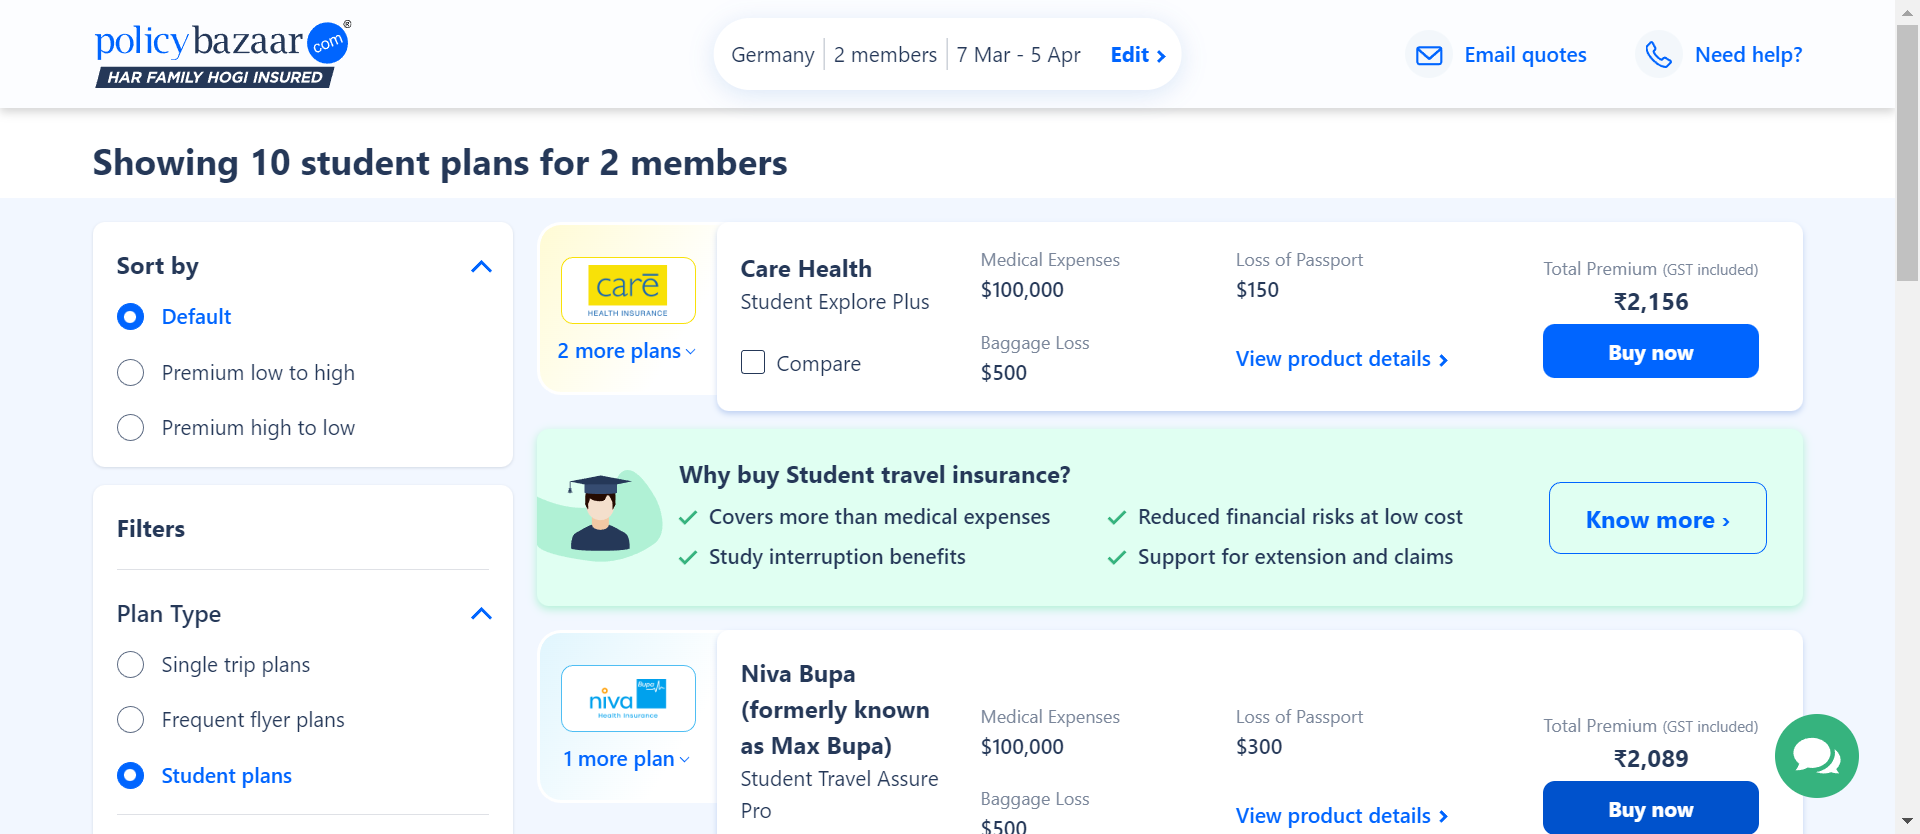 policybazaar.com®
HAR FAMILY HOGI INSURED
Germany 2 members 7 Mar - 5 Apr Edit
Email quotes
Need help?
Showing 10 student plans for 2 members
Sort by
Default
Premium low to high
Premium high to low
Filters
Plan Type
Single trip plans
Frequent flyer plans
Student plans
care
HEALTH INSURANCE
2 more plans
Care Health
Student Explore Plus
Compare
Medical Expenses
$100,000
Baggage Loss
$500
Loss of Passport
$150
View product details
Total Premium (GST included)
₹2,156
Buy now
Why buy Student travel insurance?
Covers more than medical expenses
Study interruption benefits
Reduced financial risks at low cost
Support for extension and claims
Know more ›
niva
Bupa
Health Insurance
1 more plan
Niva Bupa
(formerly known
as Max Bupa)
Student Travel Assure
Pro
Medical Expenses
$100,000
Baggage Loss
$500
Loss of Passport
$300
View product details
Total Premium (GST included)
₹2,089
Buy now